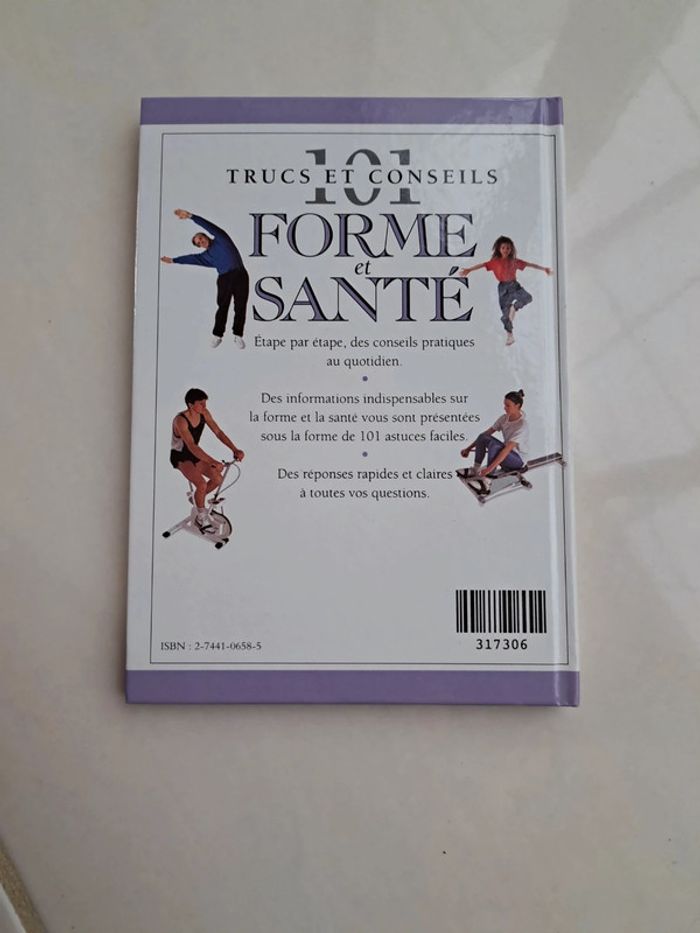 101
TRUCS ET CONSEILS
FORME
et
SANTÉ
Étape par étape, des conseils pratiques
au quotidien.
•
Des informations indispensables sur
la forme et la santé vous sont présentées
sous la forme de 101 astuces faciles.
•
Des réponses rapides et claires
à toutes vos questions.
ISBN : 2-7441-0658-5
317306